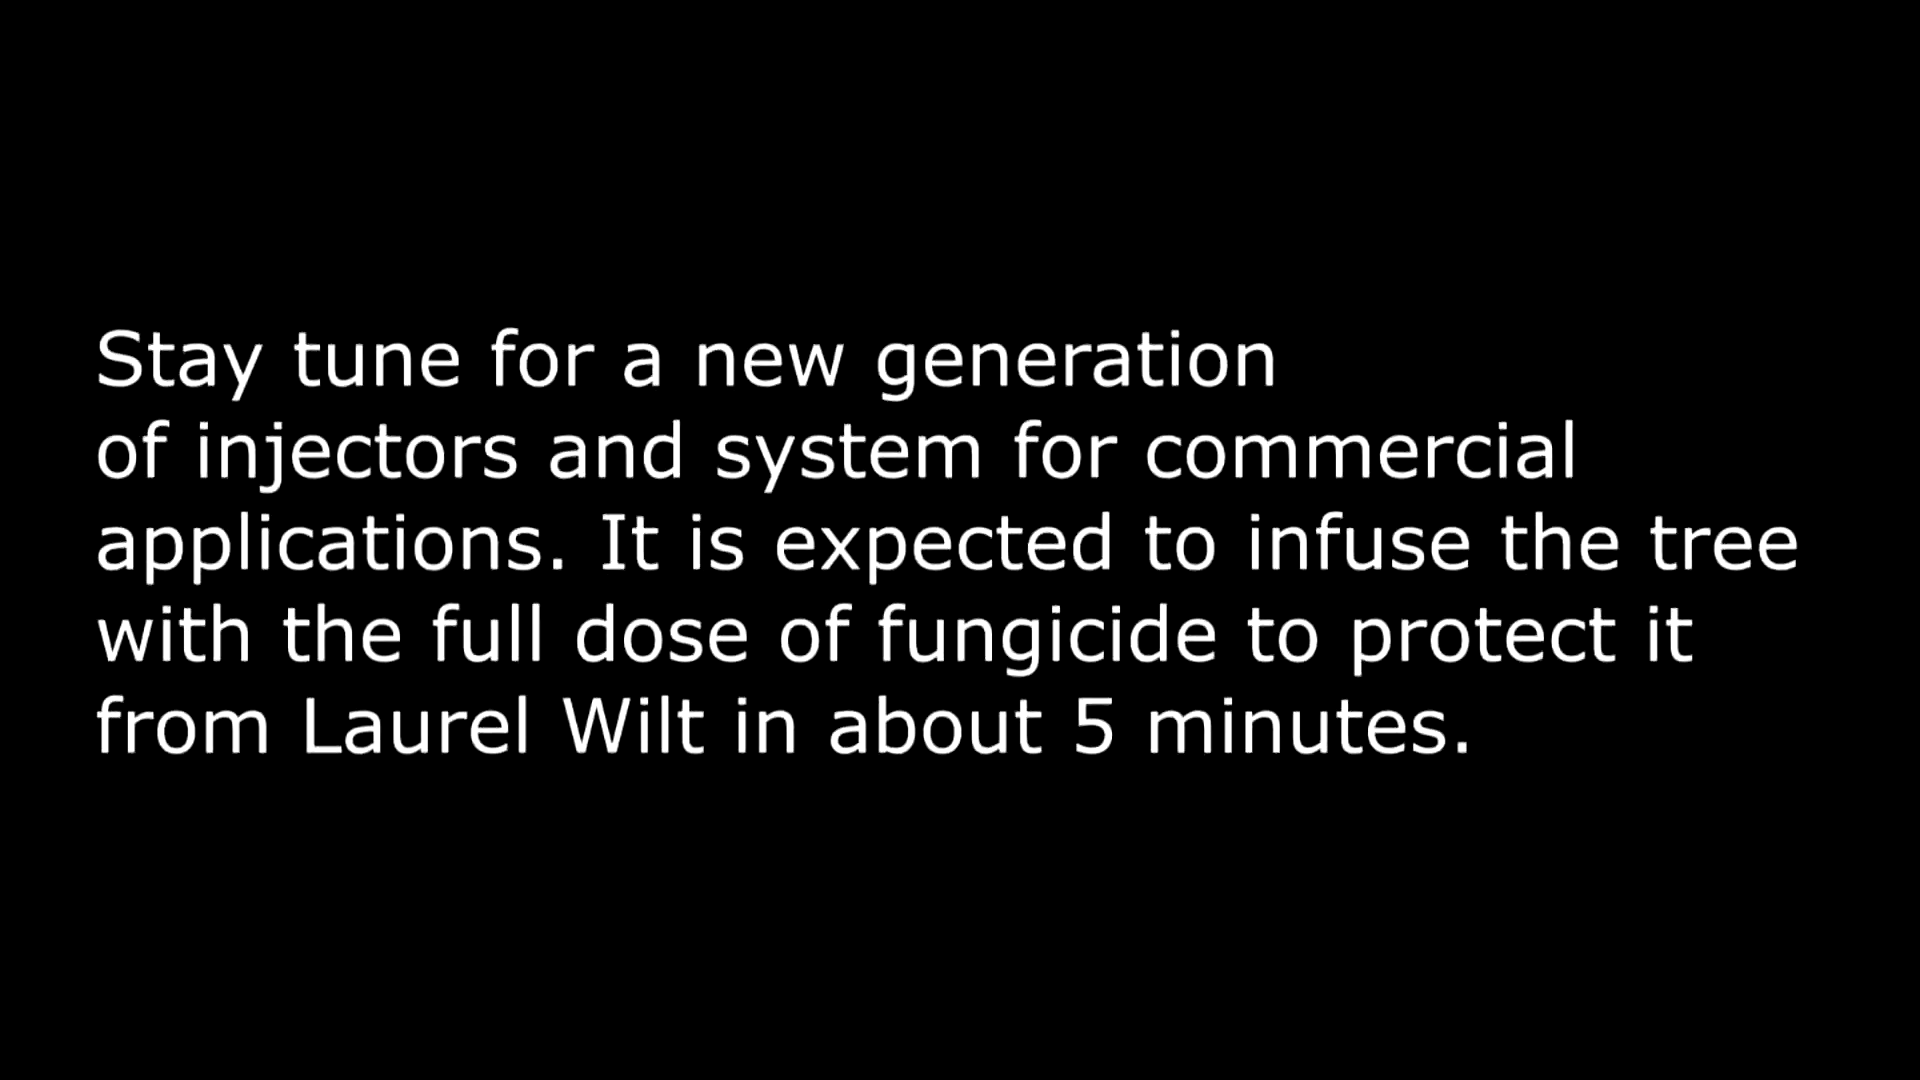 Stay tune for a new generation
of injectors and system for commercial
applications. It is expected to infuse the tree
with the full dose of fungicide to protect it
from Laurel Wilt in about 5 minutes.